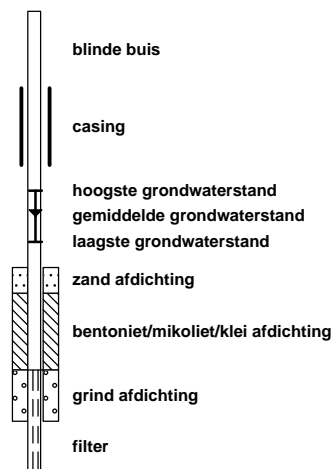 blinde buis
casing
hoogste grondwaterstand
gemiddelde grondwaterstand
laagste grondwaterstand
zand afdichting
bentoniet/mikoliet/klei afdichting
grind afdichting
filter